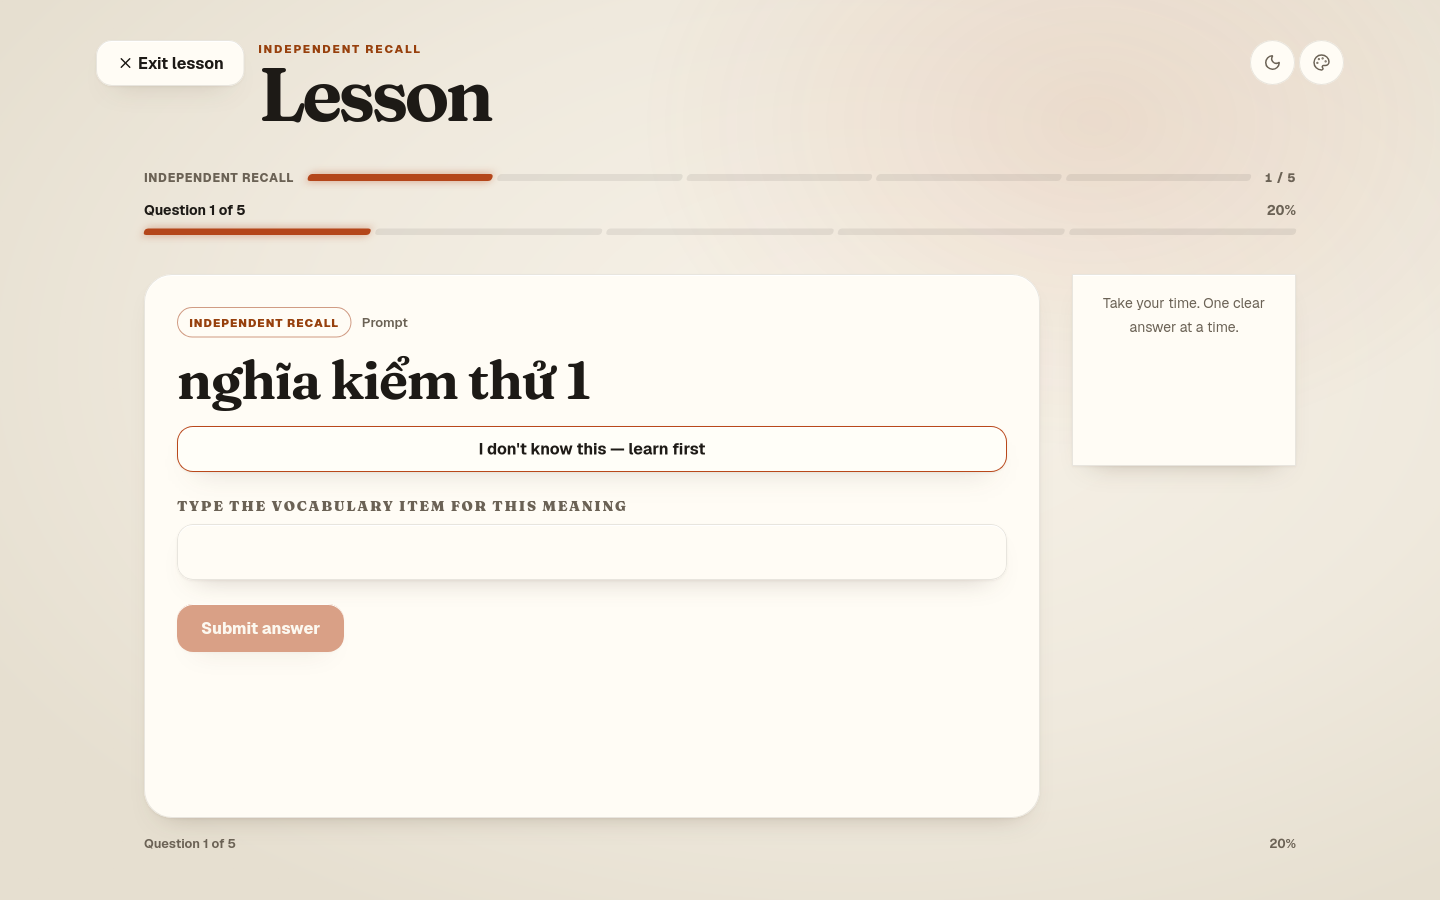 Exit lesson
INDEPENDENT RECALL
Lesson
INDEPENDENT RECALL
1 / 5
Question 1 of 5
20%
INDEPENDENT RECALL
Prompt
nghĩa kiểm thử 1
I don't know this — learn first
TYPE THE VOCABULARY ITEM FOR THIS MEANING
Submit answer
Take your time. One clear
answer at a time.
Question 1 of 5
20%